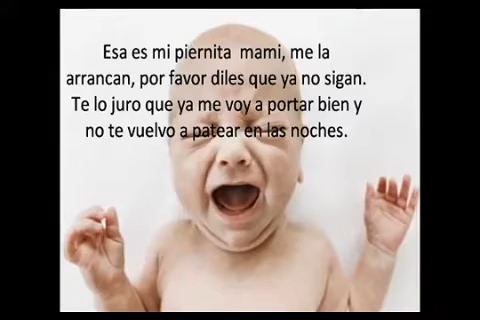 Esa es mi piernita mami, me la
arrancan, por favor diles que ya no sigan.
Te lo juro que ya me voy a portar bien y
no te vuelvo a patear en las noches.